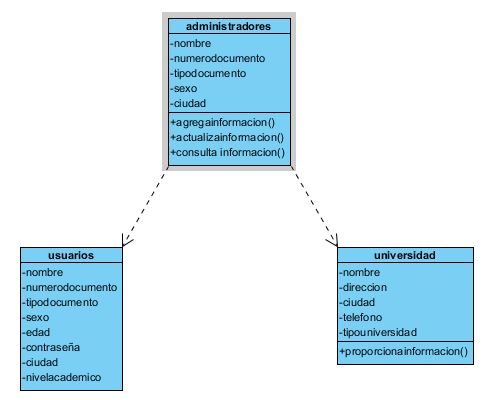 administradores
-nombre
-numerodocumento
-tipodocumento
-sexo
-ciudad
+agregainformacion()
+actualizainformacion()
+consulta informacion()
usuarios
-nombre
-numerodocumento
-tipodocumento
-sexo
-edad
-contraseña
-ciudad
-nivelacademico
universidad
-nombre
-direccion
-ciudad
-telefono
-tipouniversidad
+proporcionainformacion()